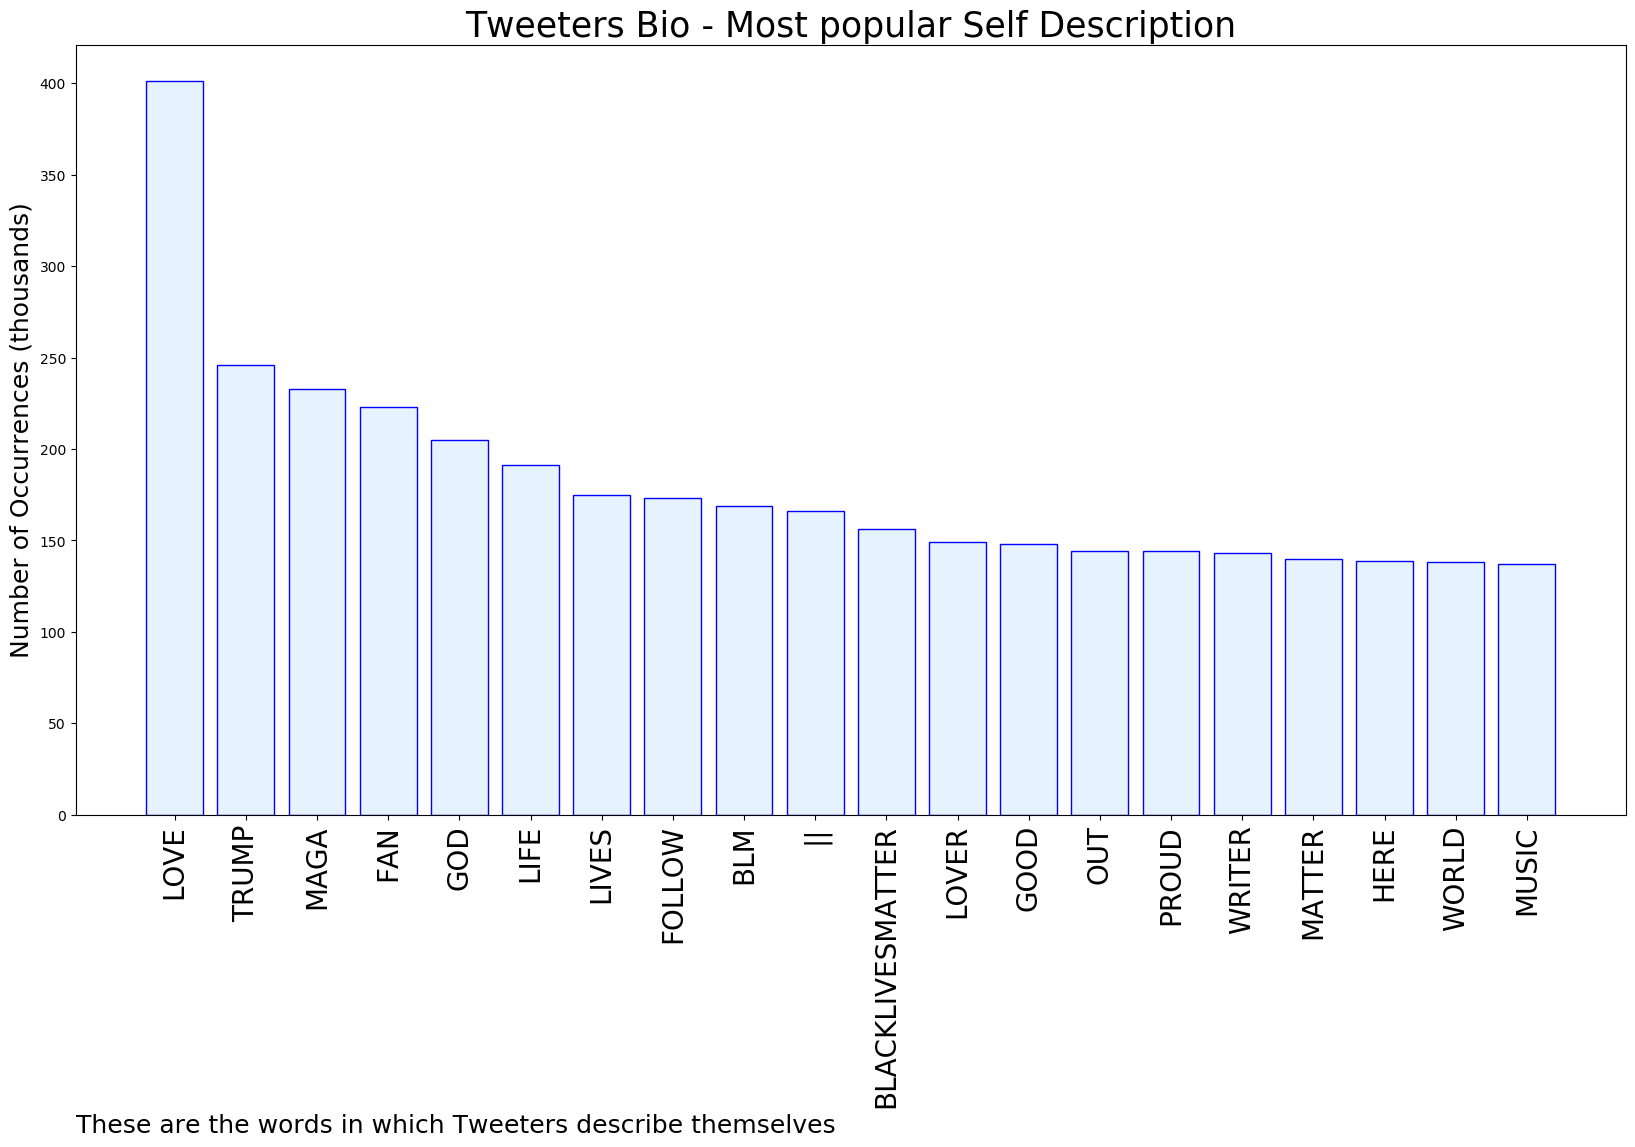 Tweeters Bio - Most popular Self Description
Number of Occurrences (thousands)
400
350
300
250
200
150
100
50
0
LOVE
TRUMP
MAGA
FAN
GOD
LIFE
LIVES
FOLLOW
BLM
||
BLACKLIVESMATTER
LOVER
GOOD
OUT
PROUD
WRITER
MATTER
HERE
WORLD
MUSIC
These are the words in which Tweeters describe themselves